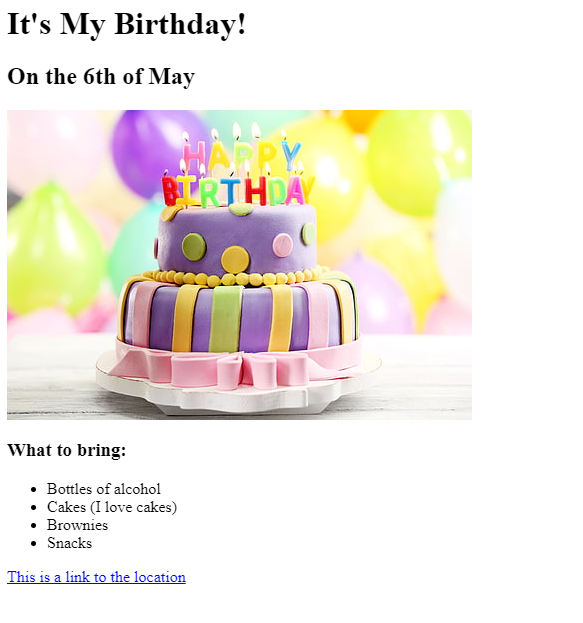 It's My Birthday!
On the 6th of May
HAPPY
BIRTHDAY
What to bring:
Bottles of alcohol
Cakes (I love cakes)
Brownies
Snacks
This is a link to the location